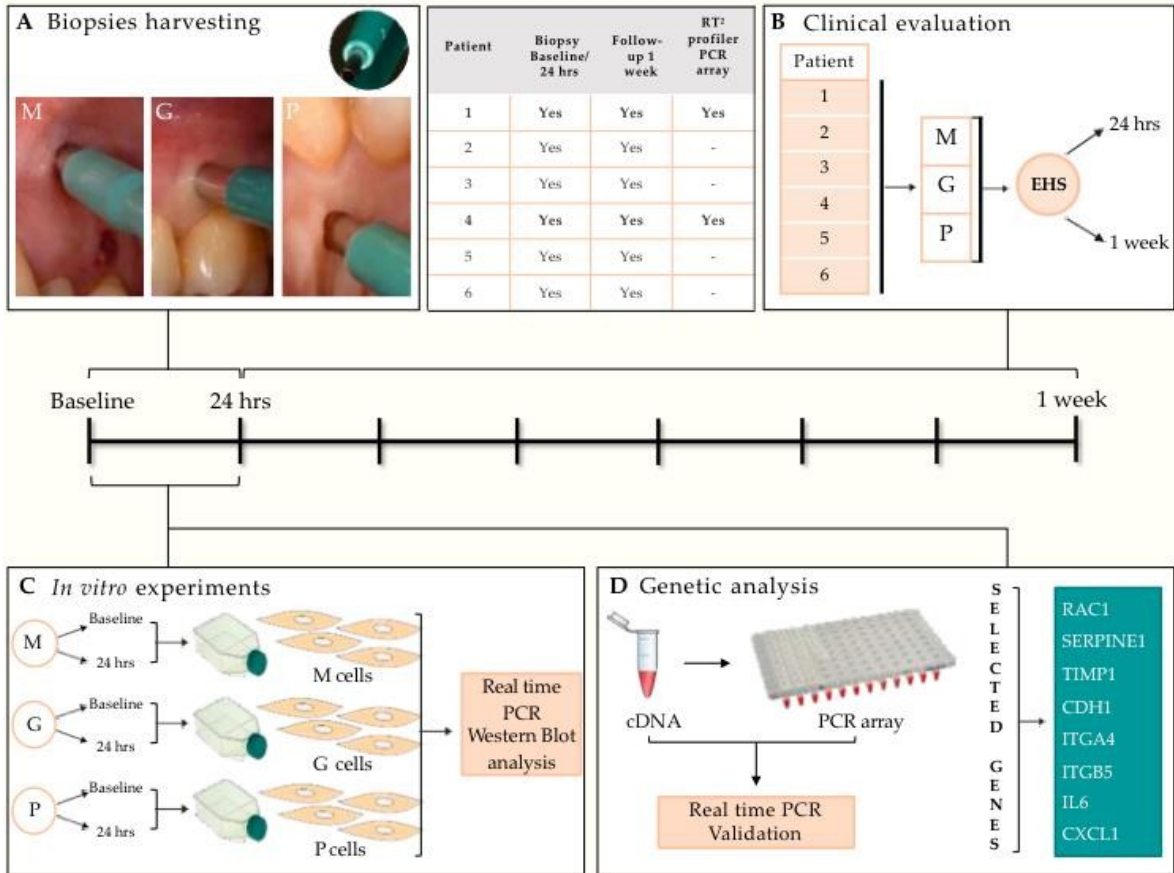 A Biopsies harvesting
M
G
P
Patient
Biopsy Baseline/ 24 hrs
Follow-up 1 week
RT² profiler PCR array
1 Yes Yes Yes
2 Yes Yes -
3 Yes Yes -
4 Yes Yes Yes
5 Yes Yes -
6 Yes Yes -
B Clinical evaluation
Patient
1
2
3
4
5
6
M
G
P
EHS
24 hrs
1 week
Baseline
24 hrs
1 week
C In vitro experiments
M
Baseline
24 hrs
M cells
G
Baseline
24 hrs
G cells
P
Baseline
24 hrs
P cells
Real time
PCR
Western Blot
analysis
D Genetic analysis
cDNA
PCR array
Real time PCR
Validation
SELECTED GENES
RAC1
SERPINE1
TIMP1
CDH1
ITGA4
ITGB5
IL6
CXCL1